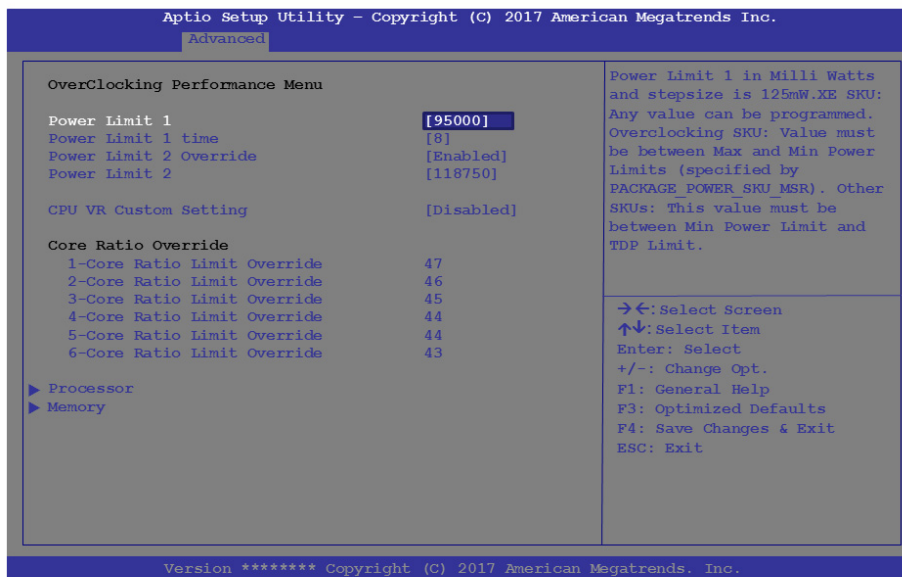 Aptio Setup Utility – Copyright (C) 2017 American Megatrends Inc.
Advanced
OverClocking Performance Menu
Power Limit 1 [95000]
Power Limit 1 time [8]
Power Limit 2 Override [Enabled]
Power Limit 2 [118750]
CPU VR Custom Setting [Disabled]
Core Ratio Override
1-Core Ratio Limit Override 47
2-Core Ratio Limit Override 46
3-Core Ratio Limit Override 45
4-Core Ratio Limit Override 44
5-Core Ratio Limit Override 44
6-Core Ratio Limit Override 43
▶ Processor
▶ Memory
Power Limit 1 in Milli Watts
and stepsize is 125mW.XE SKU:
Any value can be programmed.
Overclocking SKU: Value must
be between Max and Min Power
Limits (specified by
PACKAGE_POWER_SKU_MSR). Other
SKUs: This value must be
between Min Power Limit and
TDP Limit.
→←:Select Screen
↑↓:Select Item
Enter: Select
+/-: Change Opt.
F1: General Help
F3: Optimized Defaults
F4: Save Changes & Exit
ESC: Exit
Version ******** Copyright (C) 2017 American Megatrends. Inc.